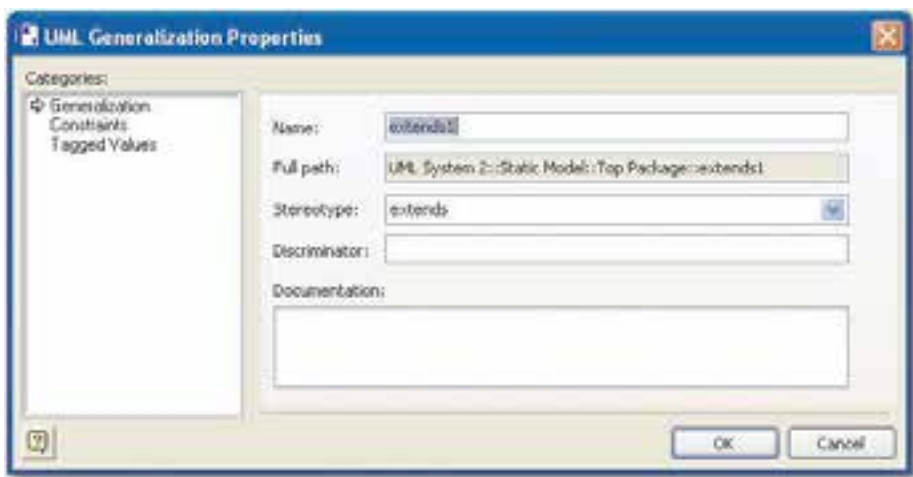 UML Generalization Properties
Categories:
Generalization
Constraints
Tagged Values
Name: extends1
Full path: UML System 2::Static Model::Top Package::extends1
Stereotype: extends
Discriminator:
Documentation:
?
OK Cancel